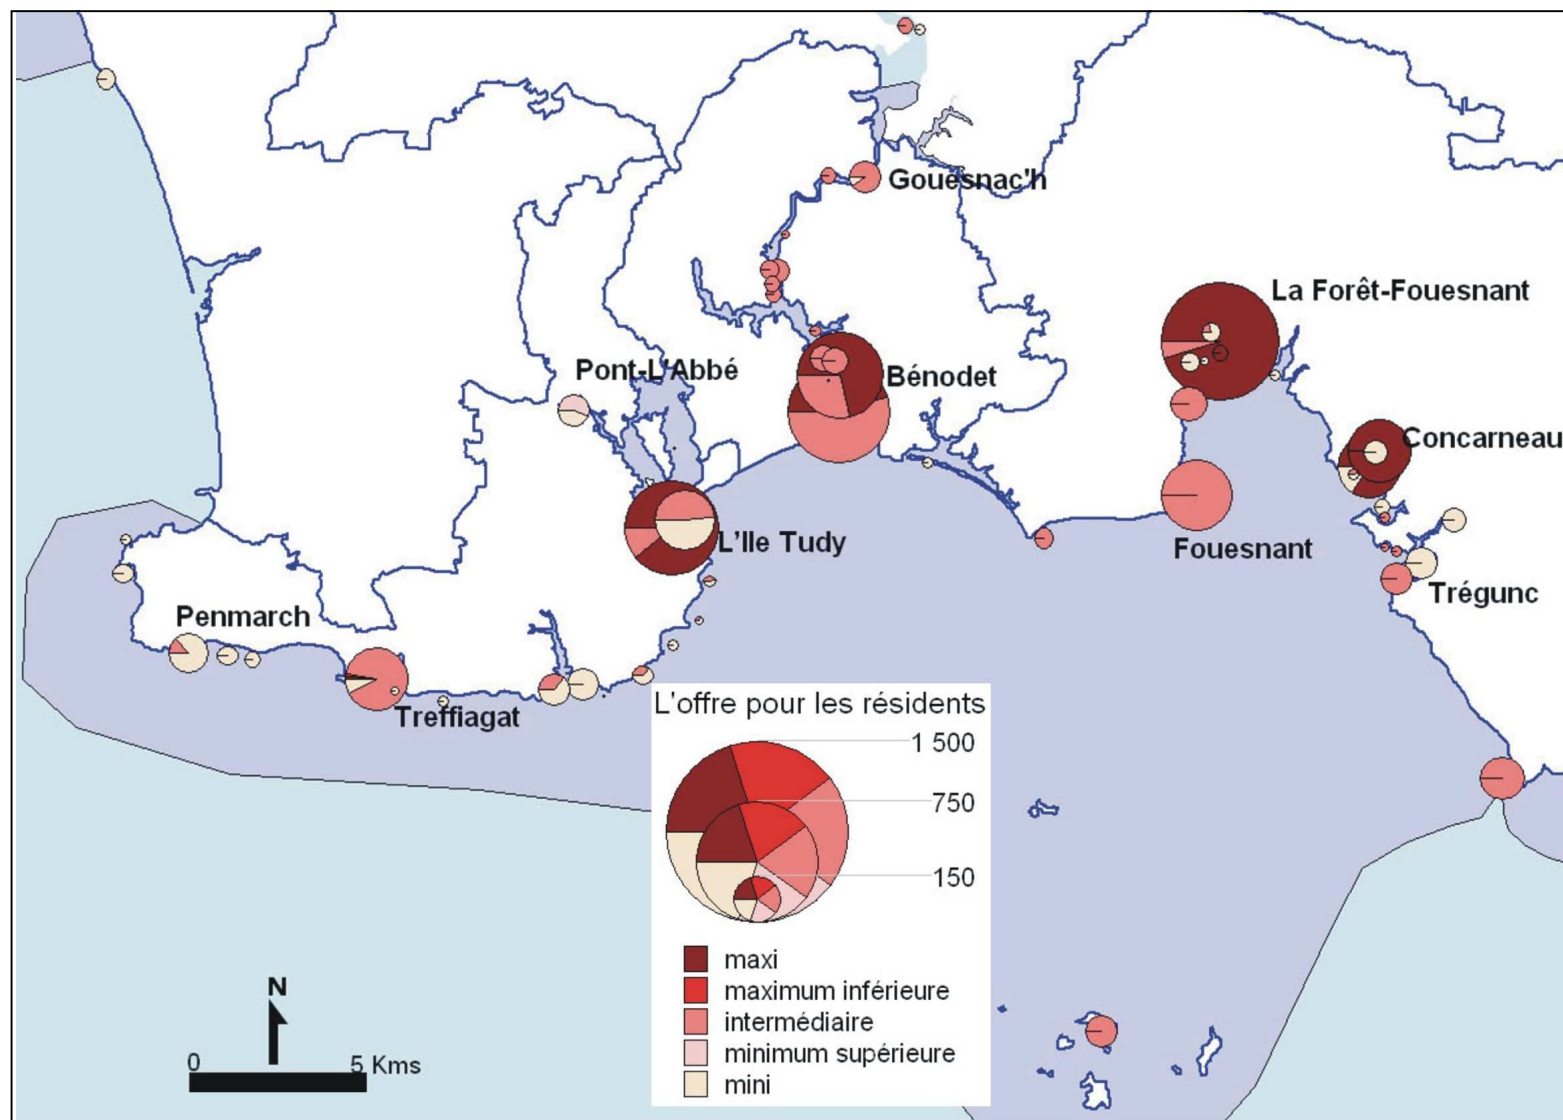 Gouesnac'h
La Forêt-Fouesnant
Pont-L'Abbé
Bénodet
Concarneau
L'Ile Tudy
Fouesnant
Trégunc
Penmarch
Treffiagat
L'offre pour les résidents
1 500
750
150
maxi
maximum inférieure
intermédiaire
minimum supérieure
mini
N
0 5 Kms